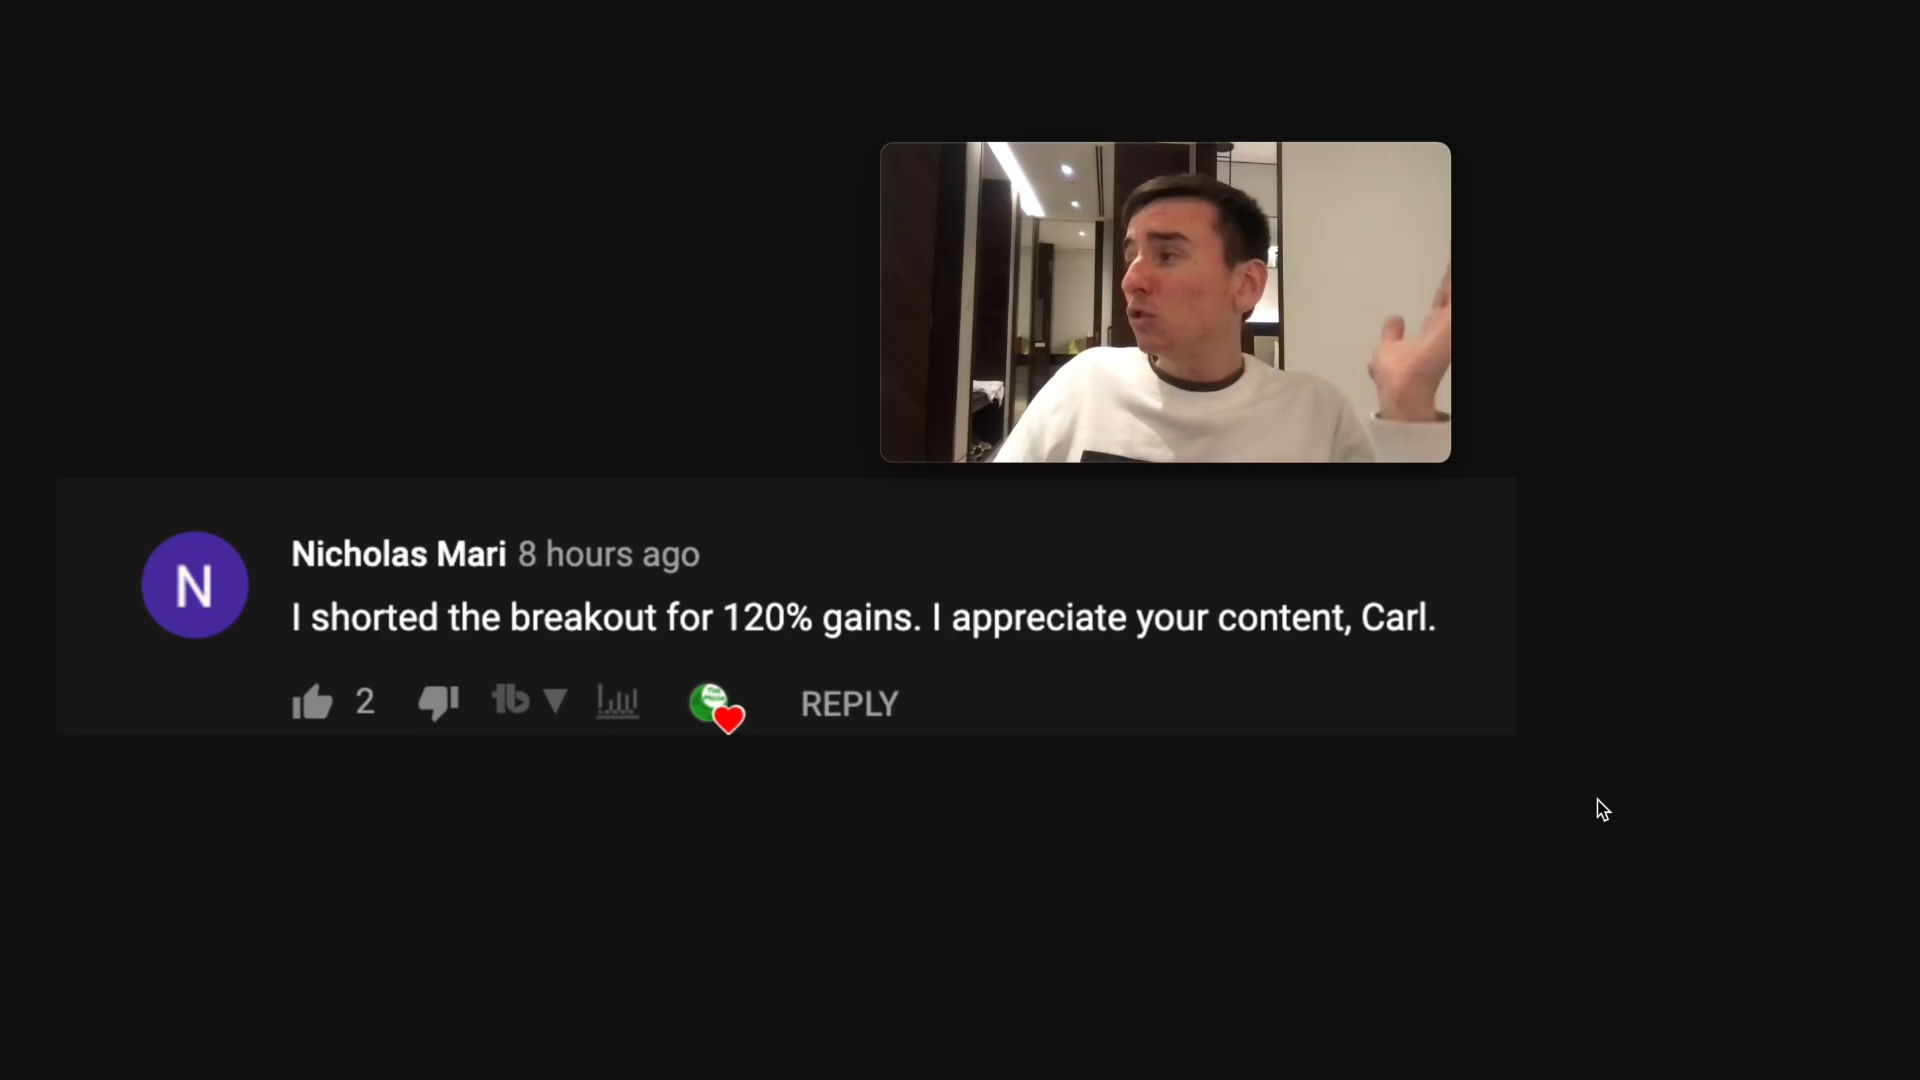 N
Nicholas Mari 8 hours ago
I shorted the breakout for 120% gains. I appreciate your content, Carl.
2
REPLY